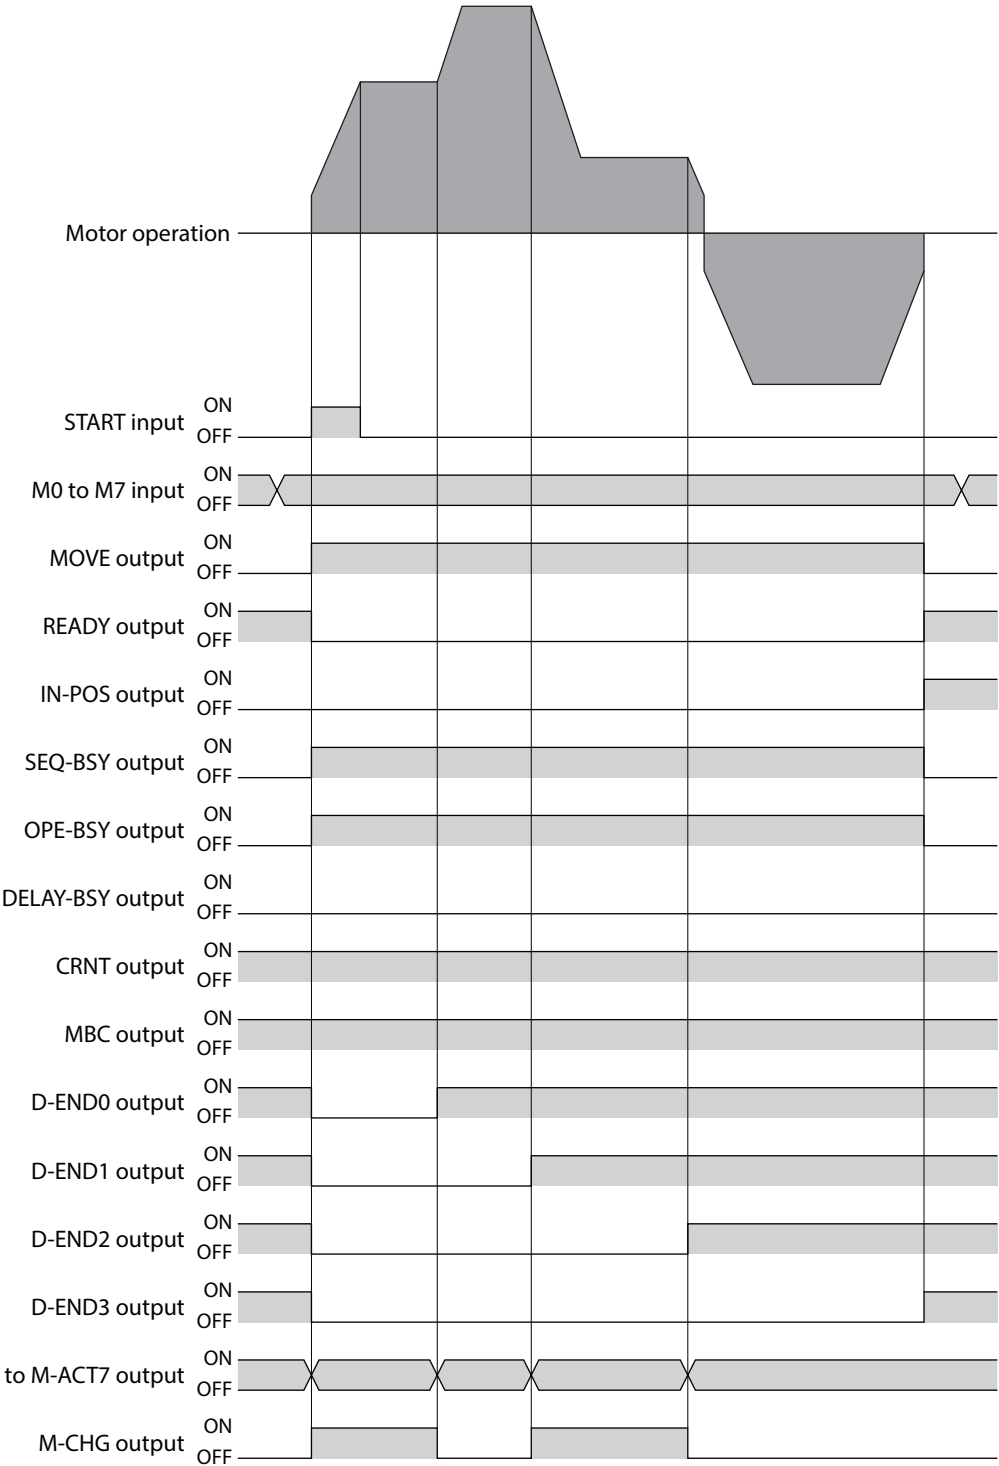 Motor operation
START input ON OFF
M0 to M7 input ON OFF
MOVE output ON OFF
READY output ON OFF
IN-POS output ON OFF
SEQ-BSY output ON OFF
OPE-BSY output ON OFF
DELAY-BSY output ON OFF
CRNT output ON OFF
MBC output ON OFF
D-END0 output ON OFF
D-END1 output ON OFF
D-END2 output ON OFF
D-END3 output ON OFF
to M-ACT7 output ON OFF
M-CHG output ON OFF